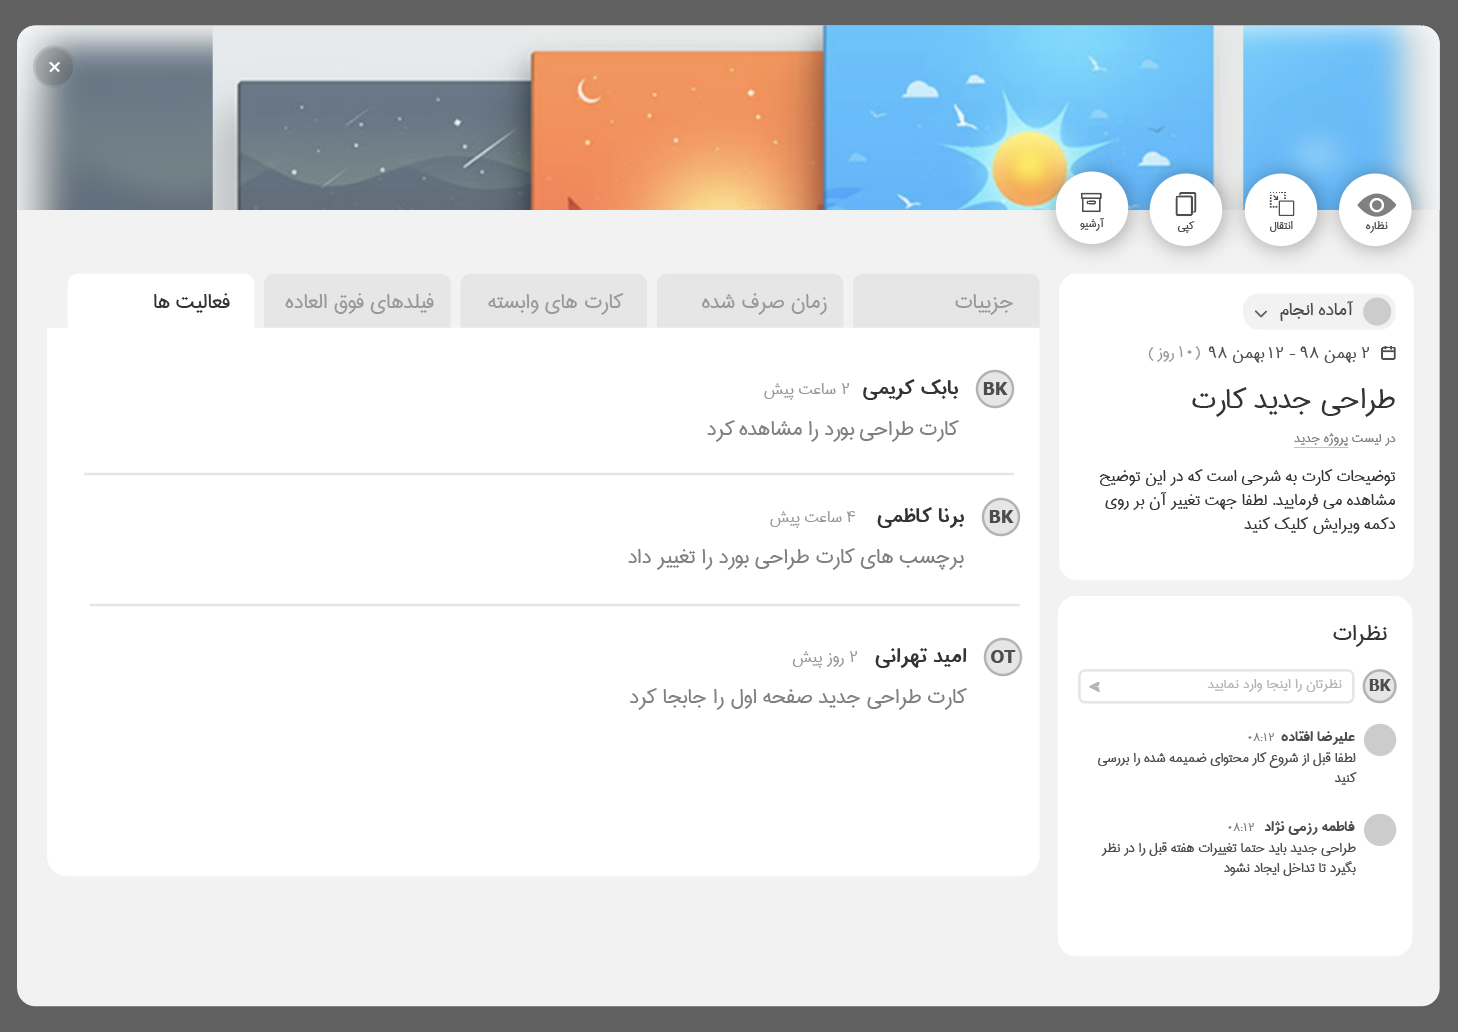 نظاره
انتقال
کپی
آرشیو
آماده انجام
۲ بهمن ۹۸ - ۱۲بهمن ۹۸ (۱۰ روز )
طراحی جدید کارت
در لیست پروژه جدید
توضیحات کارت به شرحی است که در این توضیح
مشاهده می فرمایید. لطفا جهت تغییر آن بر روی
دکمه ویرایش کلیک کنید
نظرات
BK
نظرتان را اینجا وارد نمایید
علیرضا افتاده ۰۸:۱۲
لطفا قبل از شروع کار محتوای ضمیمه شده را بررسی
کنید
فاطمه رزمی نژاد ۰۸:۱۲
طراحی جدید باید حتما تغییرات هفته قبل را در نظر
بگیرد تا تداخل ایجاد نشود
جزییات
زمان صرف شده
کارت های وابسته
فیلدهای فوق العاده
فعالیت ها
BK
بابک کریمی ۲ ساعت پیش
کارت طراحی بورد را مشاهده کرد
BK
برنا کاظمی ۴ ساعت پیش
برچسب های کارت طراحی بورد را تغییر داد
OT
امید تهرانی ۲ روز پیش
کارت طراحی جدید صفحه اول را جابجا کرد